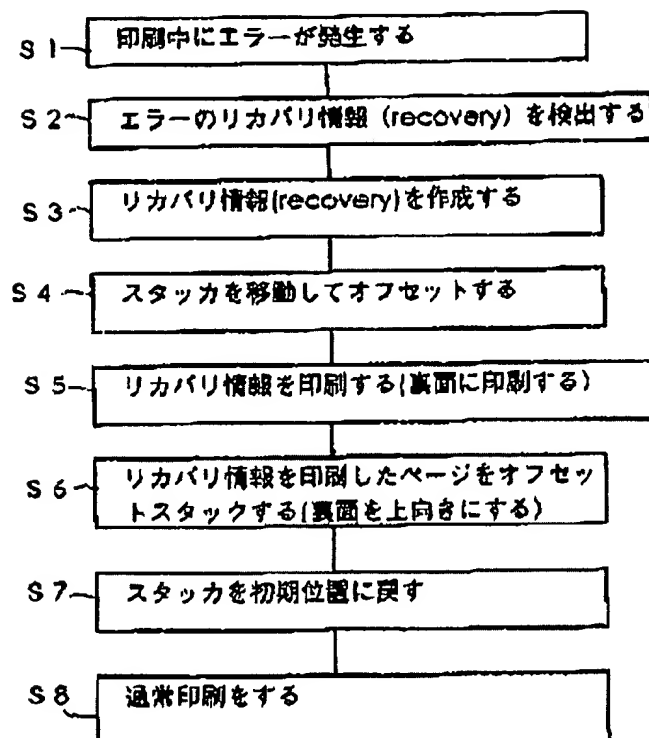 S1 印刷中にエラーが発生する
S2 エラーのリカバリ情報 (recovery) を検出する
S3 リカバリ情報(recovery)を作成する
S4 スタッカを移動してオフセットする
S5 リカバリ情報を印刷する(裏面に印刷する)
S6 リカバリ情報を印刷したページをオフセッ
トスタックする(裏面を上向きにする)
S7 スタッカを初期位置に戻す
S8 通常印刷をする